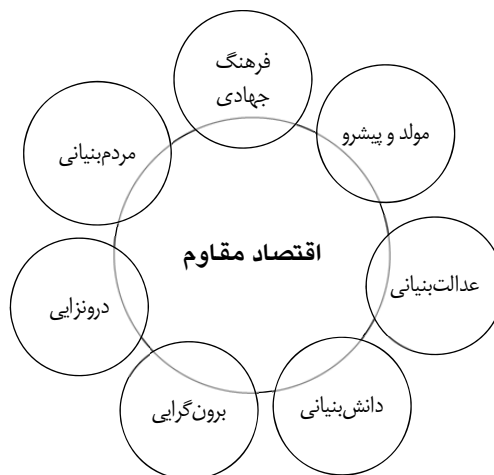 فرهنگ
جهادی
مولد و پیشرو
مردم‌بنیانی
اقتصاد مقاوم
عدالت‌بنیانی
درونزایی
دانش‌بنیانی
برون‌گرایی